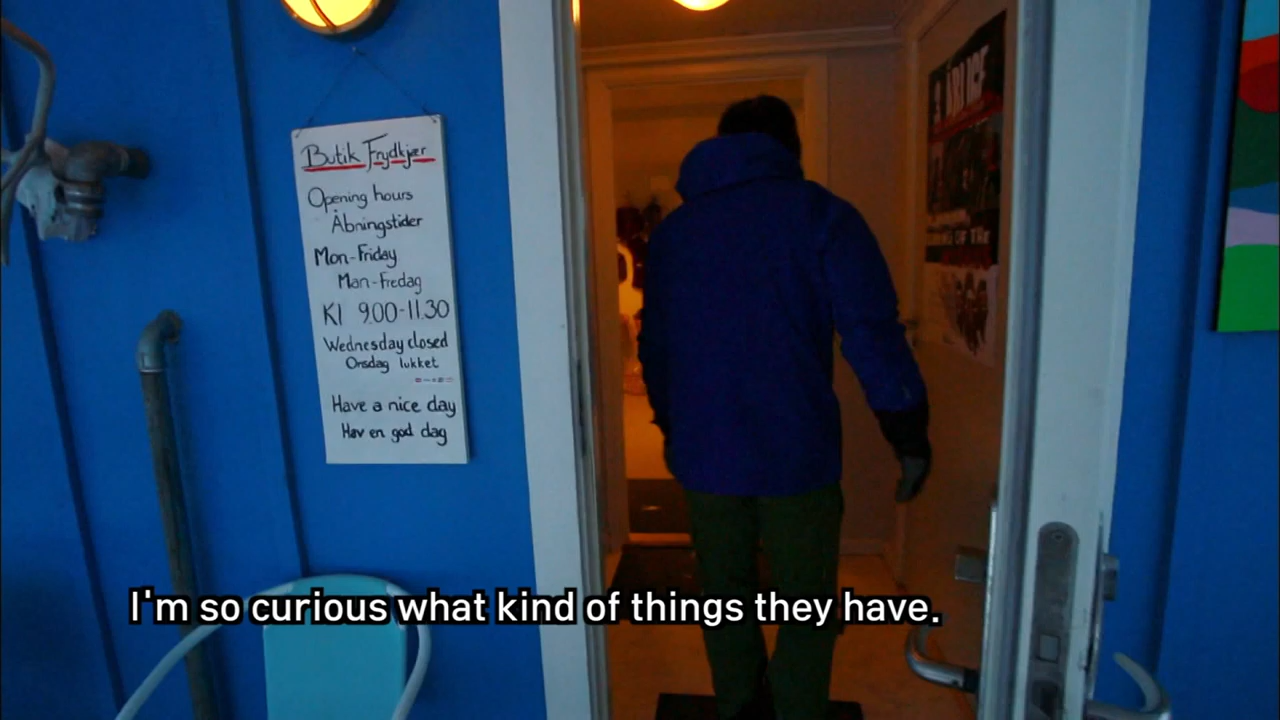 Butik Frydkjær
Opening hours
Åbningstider
Mon-Friday
Man-Fredag
Kl 9.00-11.30
Wednesday closed
Onsdag lukket
Have a nice day
Hav en god dag
I'm so curious what kind of things they have.